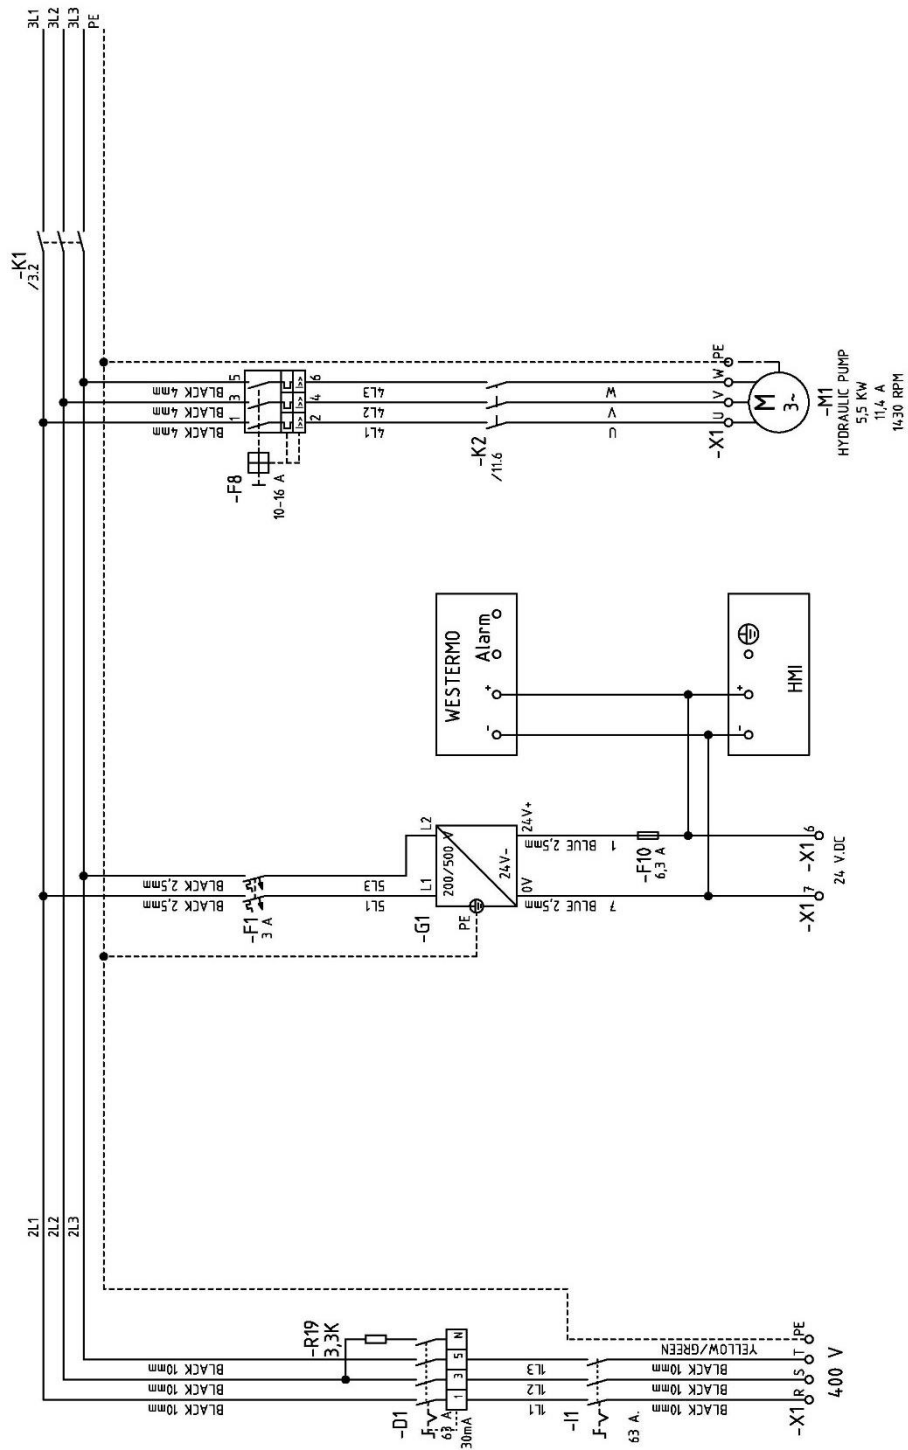 3L1
3L2
3L3
PE
-K1
/3.2
BLACK 4mm
BLACK 4mm
BLACK 4mm
1
3
5
-F8
10-16 A
2
4
6
4L1
4L2
4L3
-K2
/11.6
U
V
W
-X1
U
V
W
PE
M
3~
-M1
HYDRAULIC PUMP
5,5 KW
11,4 A
1430 RPM
WESTERMO
-
+
Alarm
-
+
HMI
BLACK 2,5mm
BLACK 2,5mm
-F1
3 A
5L1
5L3
-G1
L1
L2
200/500 V
24V-
PE
0V
24V+
7
BLUE 2,5mm
1
BLUE 2,5mm
-F10
6,3 A
-X1
7
-X1
6
24 V.DC
2L1
2L2
2L3
BLACK 10mm
BLACK 10mm
BLACK 10mm
-R19
3,3K
-D1
63 A
30mA
1
3
5
N
1L1
1L2
1L3
-I1
63 A.
BLACK 10mm
BLACK 10mm
BLACK 10mm
YELLOW/GREEN
-X1
R
S
T
PE
400 V